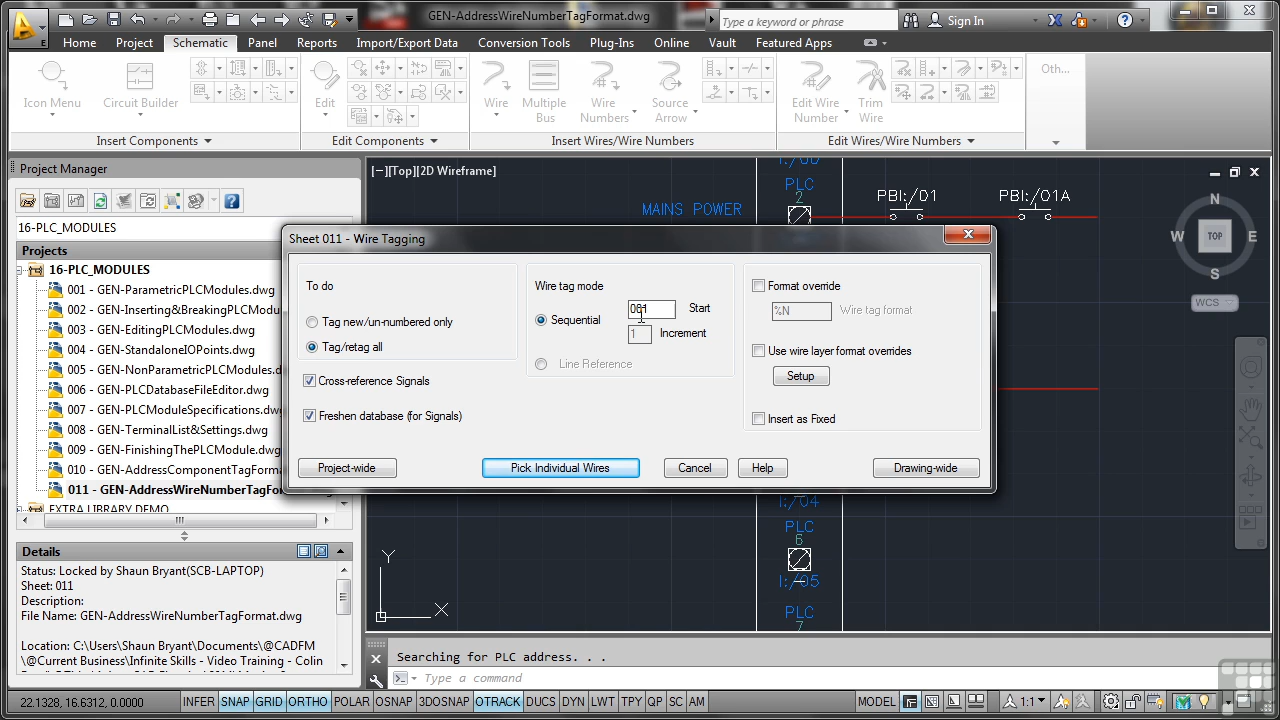 GEN-AddressWireNumberTagFormat.dwg
Type a keyword or phrase
Sign In
E
Home Project Schematic Panel Reports Import/Export Data Conversion Tools Plug-Ins Online Vault Featured Apps
Icon Menu
Circuit Builder
Edit
Wire
Multiple Bus
Wire Numbers
Source Arrow
Edit Wire Number
Trim Wire
Oth...
Insert Components
Edit Components
Insert Wires/Wire Numbers
Edit Wires/Wire Numbers
Project Manager
16-PLC_MODULES
Projects
16-PLC_MODULES
001 - GEN-ParametricPLCModules.dwg
002 - GEN-Inserting&BreakingPLCModu
003 - GEN-EditingPLCModules.dwg
004 - GEN-StandaloneIOPoints.dwg
005 - GEN-NonParametricPLCModules.d
006 - GEN-PLCDatabaseFileEditor.dwg
007 - GEN-PLCModuleSpecifications.dwg
008 - GEN-TerminalList&Settings.dwg
009 - GEN-FinishingThePLCModule.dwg
010 - GEN-AddressComponentTagForma
011 - GEN-AddressWireNumberTagFo
EXTRA LIBRARY DEMO
Details
Status: Locked by Shaun Bryant(SCB-LAPTOP)
Sheet: 011
Description:
File Name: GEN-AddressWireNumberTagFormat.dwg
Location: C:\Users\Shaun Bryant\Documents\@CADFM
\@Current Business\Infinite Skills - Video Training - Colin
[−][Top][2D Wireframe]
I:/00
PLC
2
MAINS POWER
PBI:/01
PBI:/01A
N
W
TOP
E
S
WCS
Sheet 011 - Wire Tagging
To do
Tag new/un-numbered only
Tag/retag all
Cross-reference Signals
Freshen database (for Signals)
Wire tag mode
Sequential
001
Start
1
Increment
Line Reference
Format override
%N
Wire tag format
Use wire layer format overrides
Setup
Insert as Fixed
Project-wide
Pick Individual Wires
Cancel
Help
Drawing-wide
I:/04
PLC
6
I:/05
PLC
7
Y
X
Searching for PLC address. . .
Type a command
22.1328, 16.6312, 0.0000
INFER SNAP GRID ORTHO POLAR OSNAP 3DOSNAP OTRACK DUCS DYN LWT TPY QP SC AM
MODEL
1:1